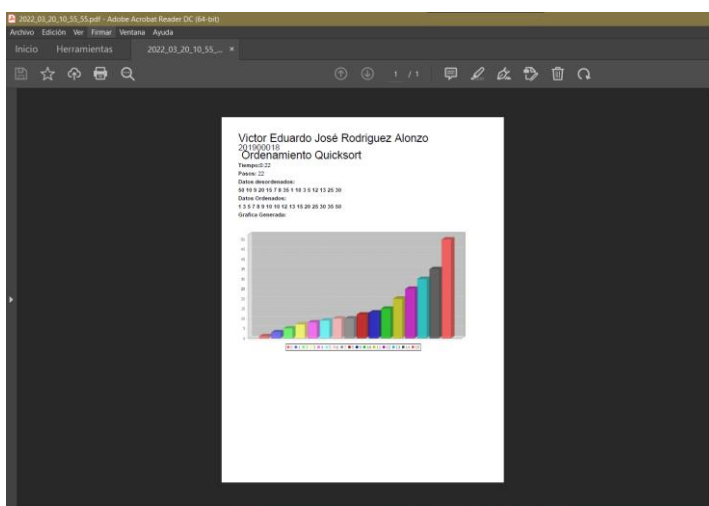 2022_03_20_10_55_55.pdf - Adobe Acrobat Reader DC (64-bit)
Archivo Edición Ver Firmar Ventana Ayuda
Inicio Herramientas 2022_03_20_10_55_... ×
1 / 1
Victor Eduardo José Rodriguez Alonzo
201900018
Ordenamiento Quicksort
Tiempo:0:22
Pasos: 22
Datos desordenados:
50 10 9 20 15 7 8 35 1 10 3 5 12 13 25 30
Datos Ordenados:
1 3 5 7 8 9 10 10 12 13 15 20 25 30 35 50
Grafica Generada: